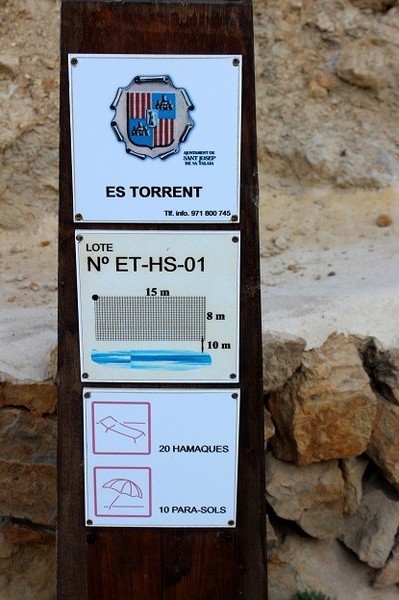 AJUNTAMENT DE
SANT JOSEP
DE SA TALAIA
ES TORRENT
Tlf. info. 971 800 745
LOTE
Nº ET-HS-01
15 m
8 m
10 m
20 HAMAQUES
10 PARA-SOLS